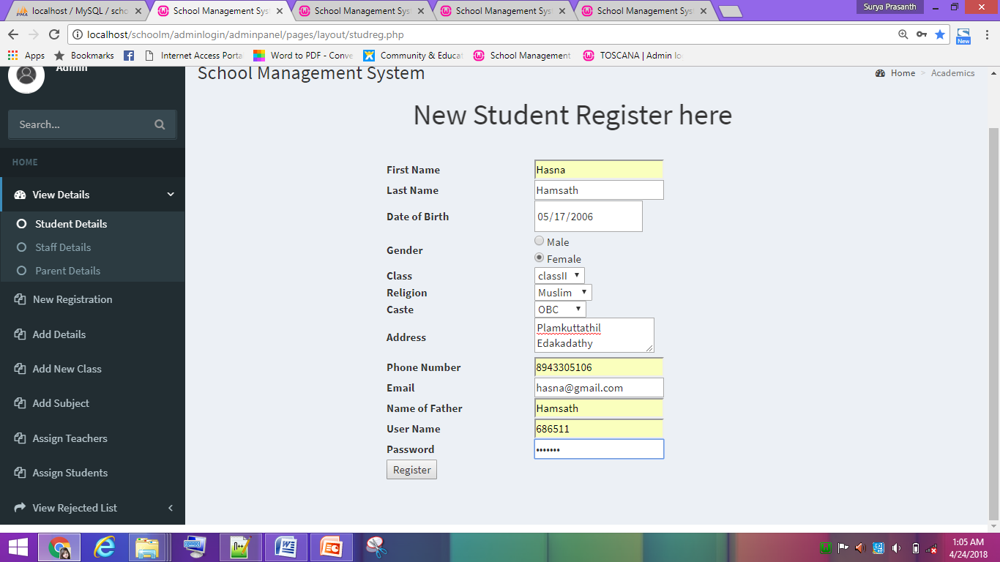 localhost / MySQL / scho
School Management Sys
School Management Sys
School Management Sys
School Management Sys
Surya Prasanth
localhost/schoolm/adminlogin/adminpanel/pages/layout/studreg.php
New
Apps
Bookmarks
Internet Access Porta
Word to PDF - Conve
Community & Educat
School Management
TOSCANA | Admin lo
Admin
School Management System
Home > Academics
Search...
New Student Register here
HOME
View Details
Student Details
Staff Details
Parent Details
New Registration
Add Details
Add New Class
Add Subject
Assign Teachers
Assign Students
View Rejected List
First Name Hasna
Last Name Hamsath
Date of Birth 05/17/2006
Gender
Male
Female
Class classII
Religion Muslim
Caste OBC
Address Plamkuttathil
Edakadathy
Phone Number 8943305106
Email hasna@gmail.com
Name of Father Hamsath
User Name 686511
Password •••••••
Register
1:05 AM
4/24/2018